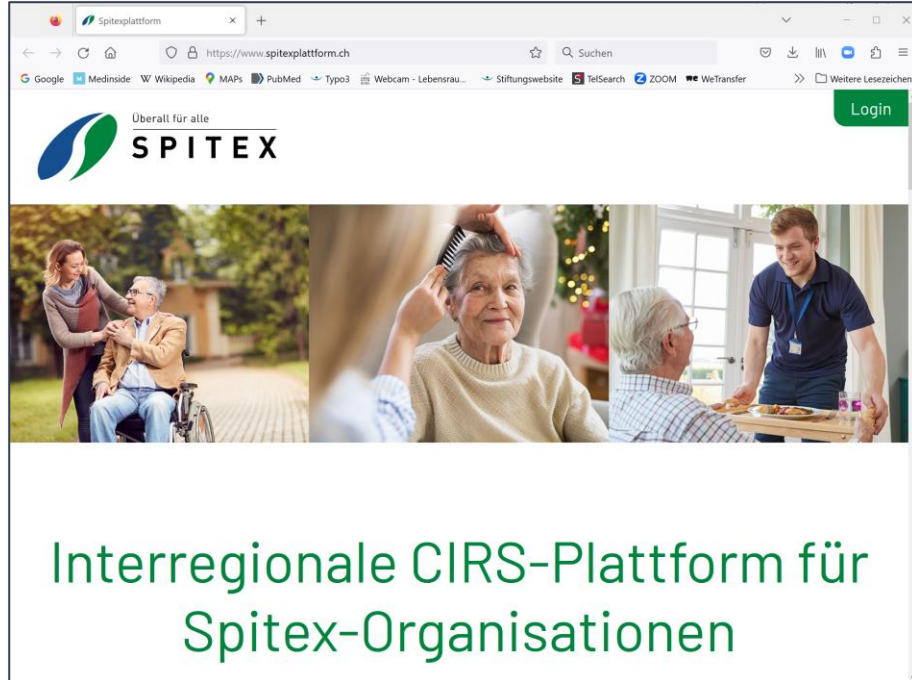 Spitexplattform
https://www.spitexplattform.ch
Suchen
Google Medinside Wikipedia MAPs PubMed Typo3 Webcam - Lebensrau... Stiftungswebsite TelSearch ZOOM WeTransfer Weitere Lesezeichen
Login
Überall für alle
SPITEX
Interregionale CIRS-Plattform für
Spitex-Organisationen